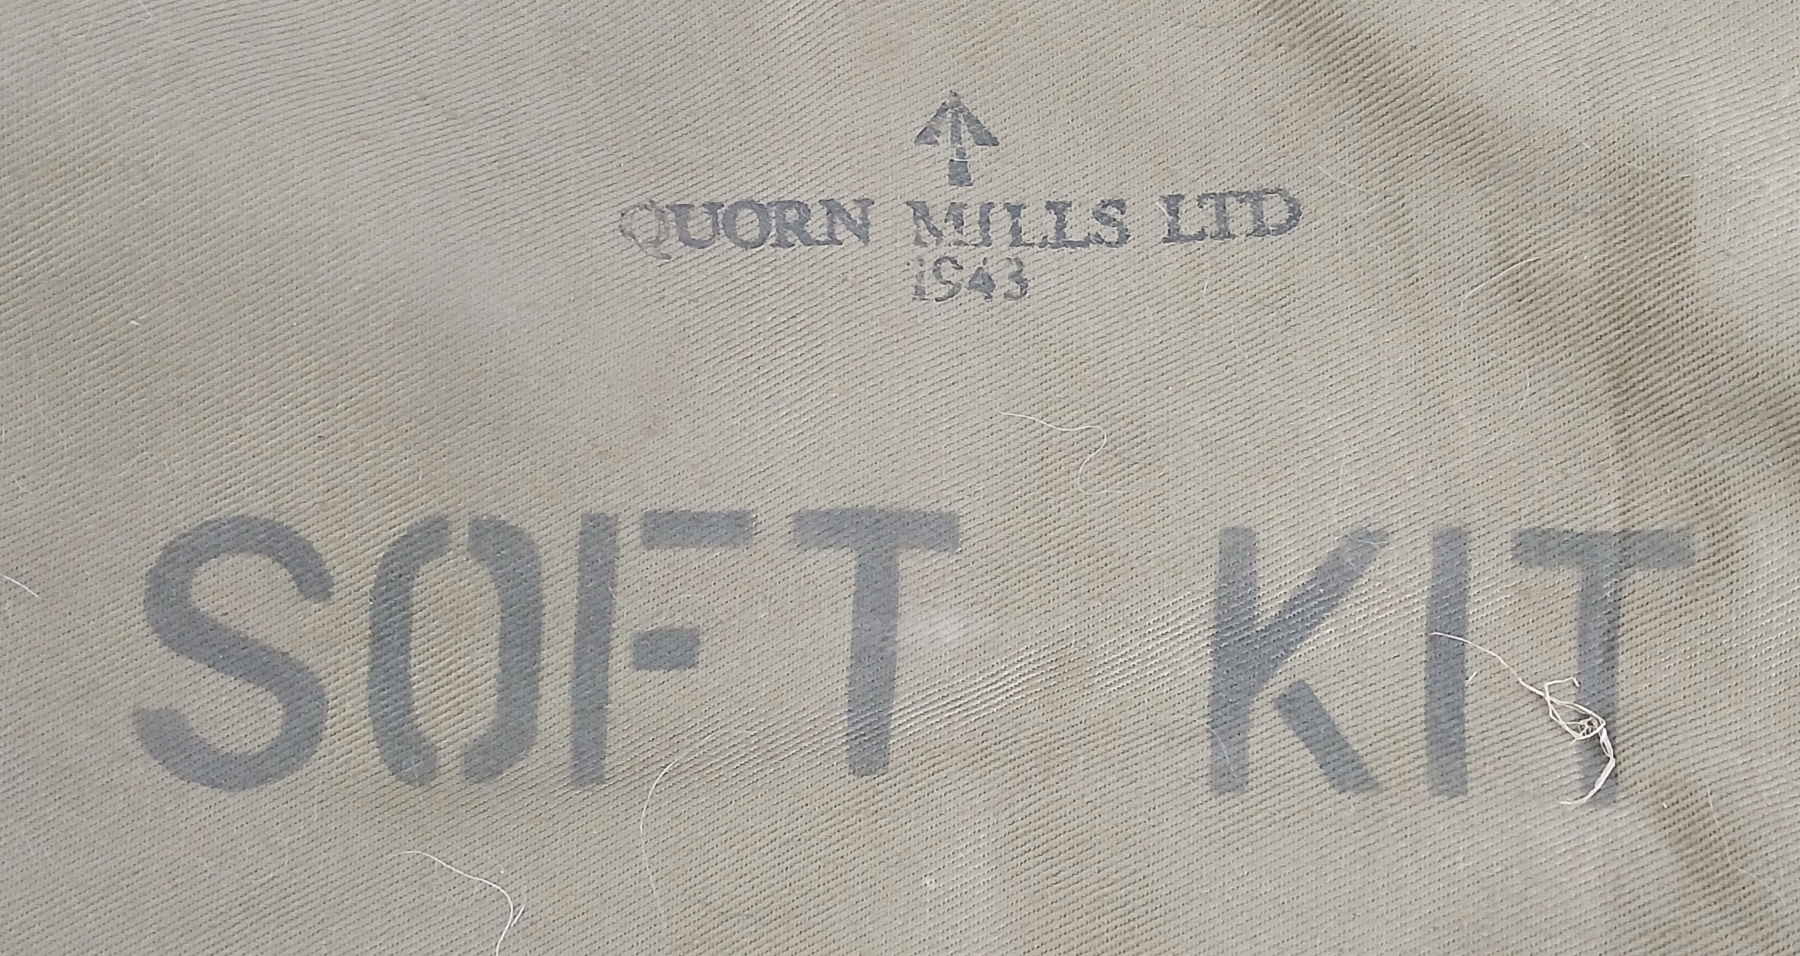 QUORN MILLS LTD
1943
SOFT KIT